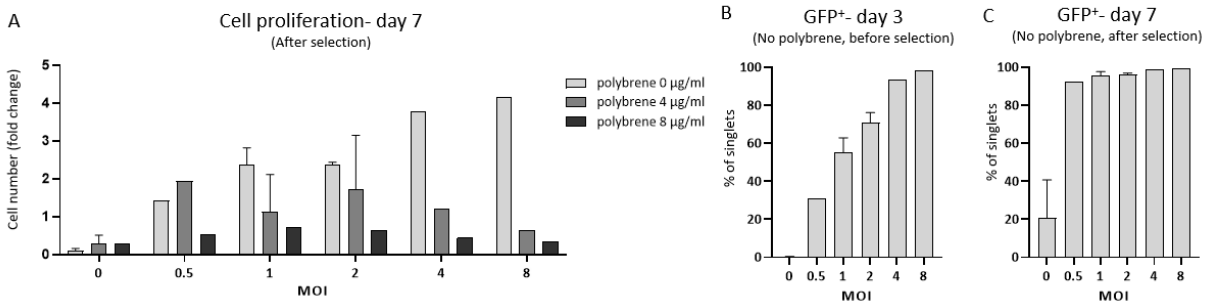 A
Cell proliferation- day 7
(After selection)
Cell number (fold change)
5
4
3
2
1
0
0
0.5
1
2
4
8
MOI
polybrene 0 µg/ml
polybrene 4 µg/ml
polybrene 8 µg/ml
B
GFP⁺- day 3
(No polybrene, before selection)
% of singlets
100
80
60
40
20
0
0
0.5
1
2
4
8
MOI
C
GFP⁺- day 7
(No polybrene, after selection)
% of singlets
100
80
60
40
20
0
0
0.5
1
2
4
8
MOI